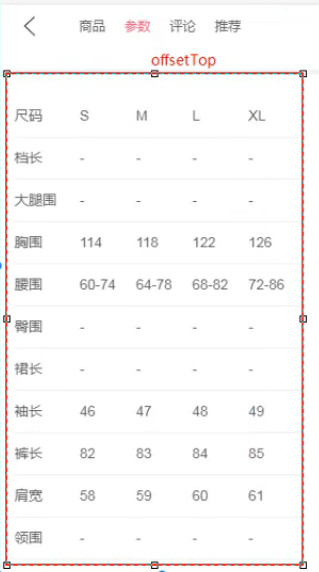 商品 参数 评论 推荐
offsetTop
尺码 S M L XL
档长 - - - -
大腿围 - - - -
胸围 114 118 122 126
腰围 60-74 64-78 68-82 72-86
臀围 - - - -
裙长 - - - -
袖长 46 47 48 49
裤长 82 83 84 85
肩宽 58 59 60 61
领围 - - - -